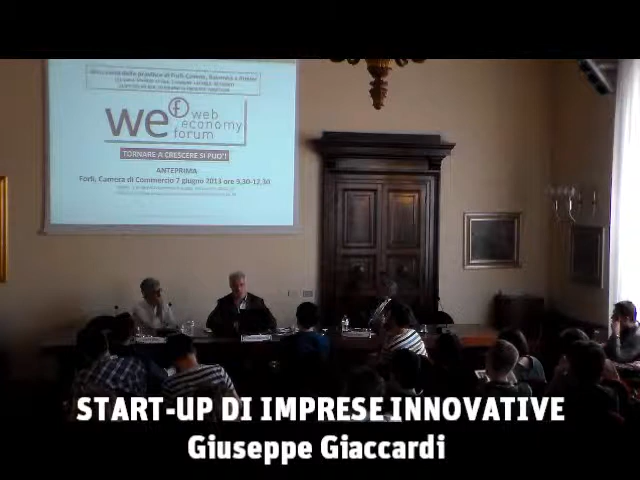 we f web
economy
forum
TORNARE A CRESCERE SI PUO'!
ANTEPRIMA
Forlì, Camera di Commercio 7 giugno 2013 ore 9,30-12,30
START-UP DI IMPRESE INNOVATIVE
Giuseppe Giaccardi